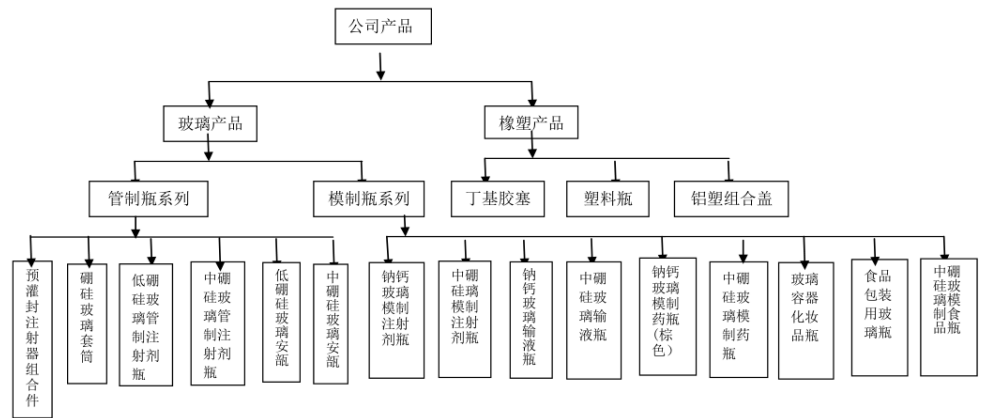 公司产品
玻璃产品
橡塑产品
管制瓶系列
模制瓶系列
丁基胶塞
塑料瓶
铝塑组合盖
预灌封注射器组合件
硼硅玻璃套筒
低硼硅玻璃管制注射剂瓶
中硼硅玻璃管制注射剂瓶
低硼硅玻璃安瓿
中硼硅玻璃安瓿
钠钙玻璃模制注射剂瓶
中硼硅璃模制注射剂瓶
钠钙玻璃输液瓶
中硼硅玻璃输液瓶
钠钙玻璃模制药瓶(棕色）
中硼硅玻璃模制药瓶
玻璃容器化妆品瓶
食品包装用玻璃瓶
中硼硅玻璃模制食品瓶